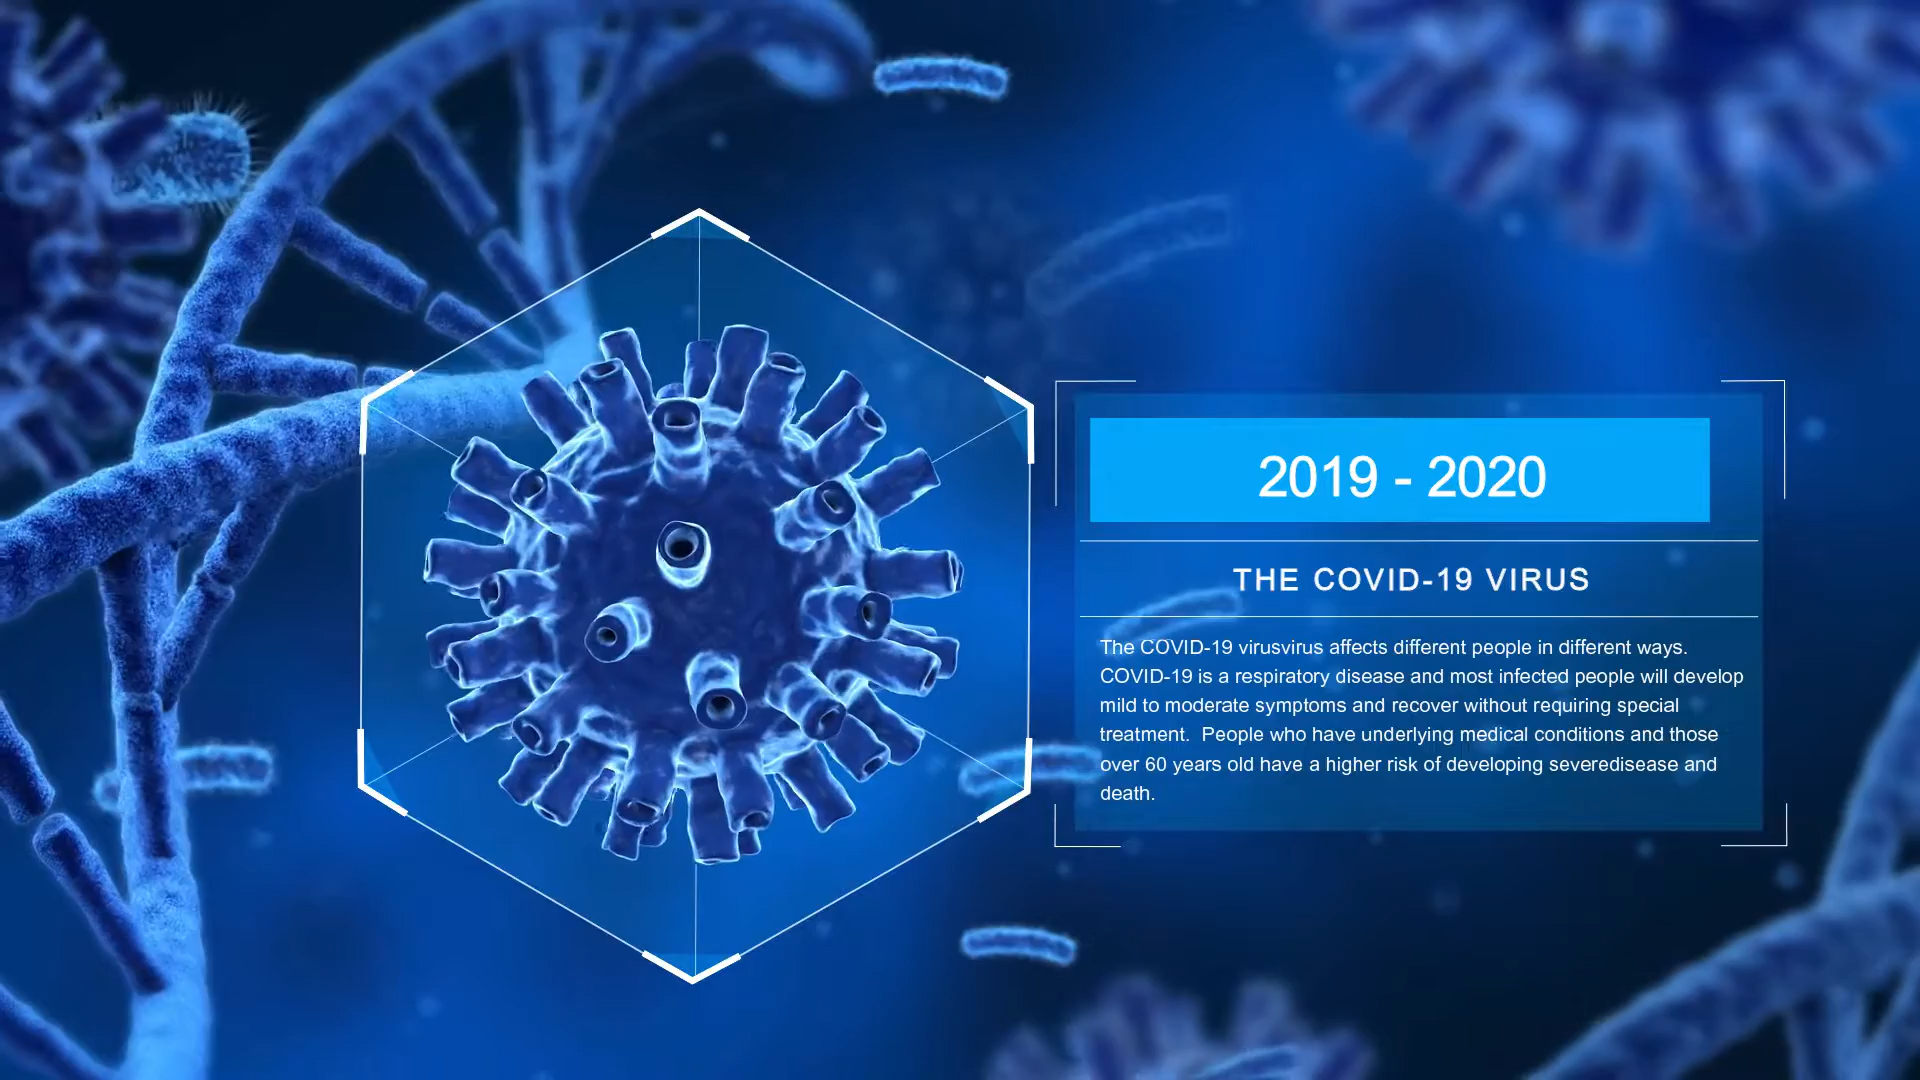 2019 - 2020
THE COVID-19 VIRUS
The COVID-19 virusvirus affects different people in different ways.
COVID-19 is a respiratory disease and most infected people will develop
mild to moderate symptoms and recover without requiring special
treatment.  People who have underlying medical conditions and those
over 60 years old have a higher risk of developing severedisease and
death.